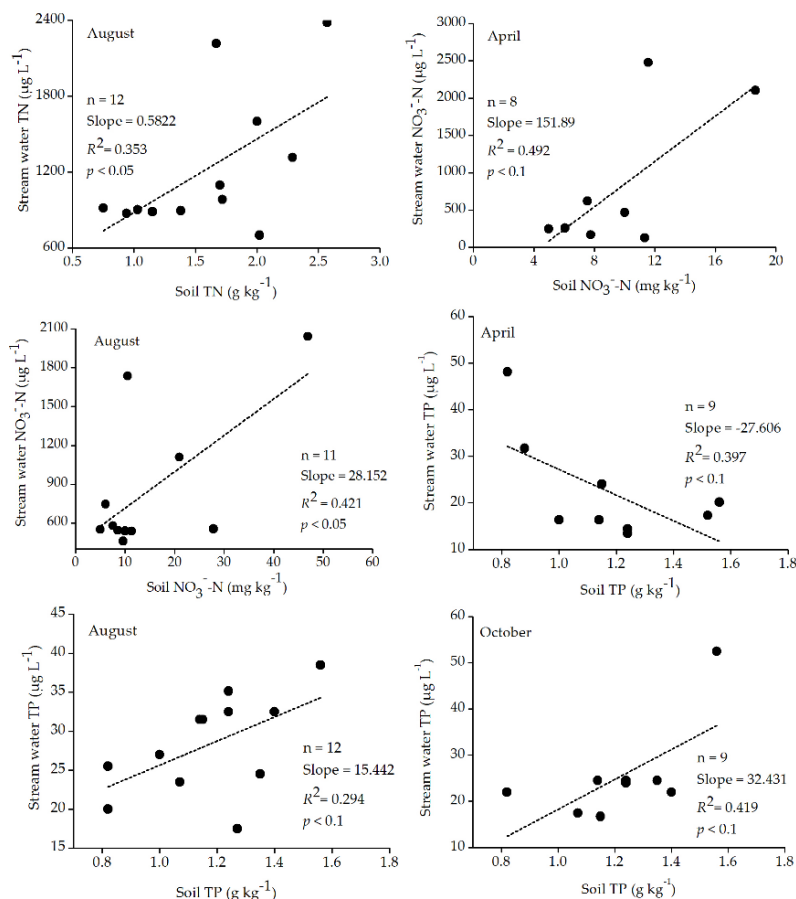 August
n = 12
Slope = 0.5822
R² = 0.353
p < 0.05
Stream water TN (μg L⁻¹)
2400
1800
1200
600
0.5 1.0 1.5 2.0 2.5 3.0
Soil TN (g kg⁻¹)
April
n = 8
Slope = 151.89
R² = 0.492
p < 0.1
Stream water NO₃⁻-N (μg L⁻¹)
3000
2500
2000
1500
1000
500
0
0 4 8 12 16 20
Soil NO₃⁻-N (mg kg⁻¹)
August
n = 11
Slope = 28.152
R² = 0.421
p < 0.05
Stream water NO₃⁻-N (μg L⁻¹)
2100
1800
1500
1200
900
600
0 10 20 30 40 50 60
Soil NO₃⁻-N (mg kg⁻¹)
April
n = 9
Slope = -27.606
R² = 0.397
p < 0.1
Stream water TP (μg L⁻¹)
60
50
40
30
20
10
0.8 1.0 1.2 1.4 1.6 1.8
Soil TP (g kg⁻¹)
August
n = 12
Slope = 15.442
R² = 0.294
p < 0.1
Stream water TP (μg L⁻¹)
45
40
35
30
25
20
15
0.8 1.0 1.2 1.4 1.6 1.8
Soil TP (g kg⁻¹)
October
n = 9
Slope = 32.431
R² = 0.419
p < 0.1
Stream water TP (μg L⁻¹)
60
50
40
30
20
10
0.8 1.0 1.2 1.4 1.6 1.8
Soil TP (g kg⁻¹)